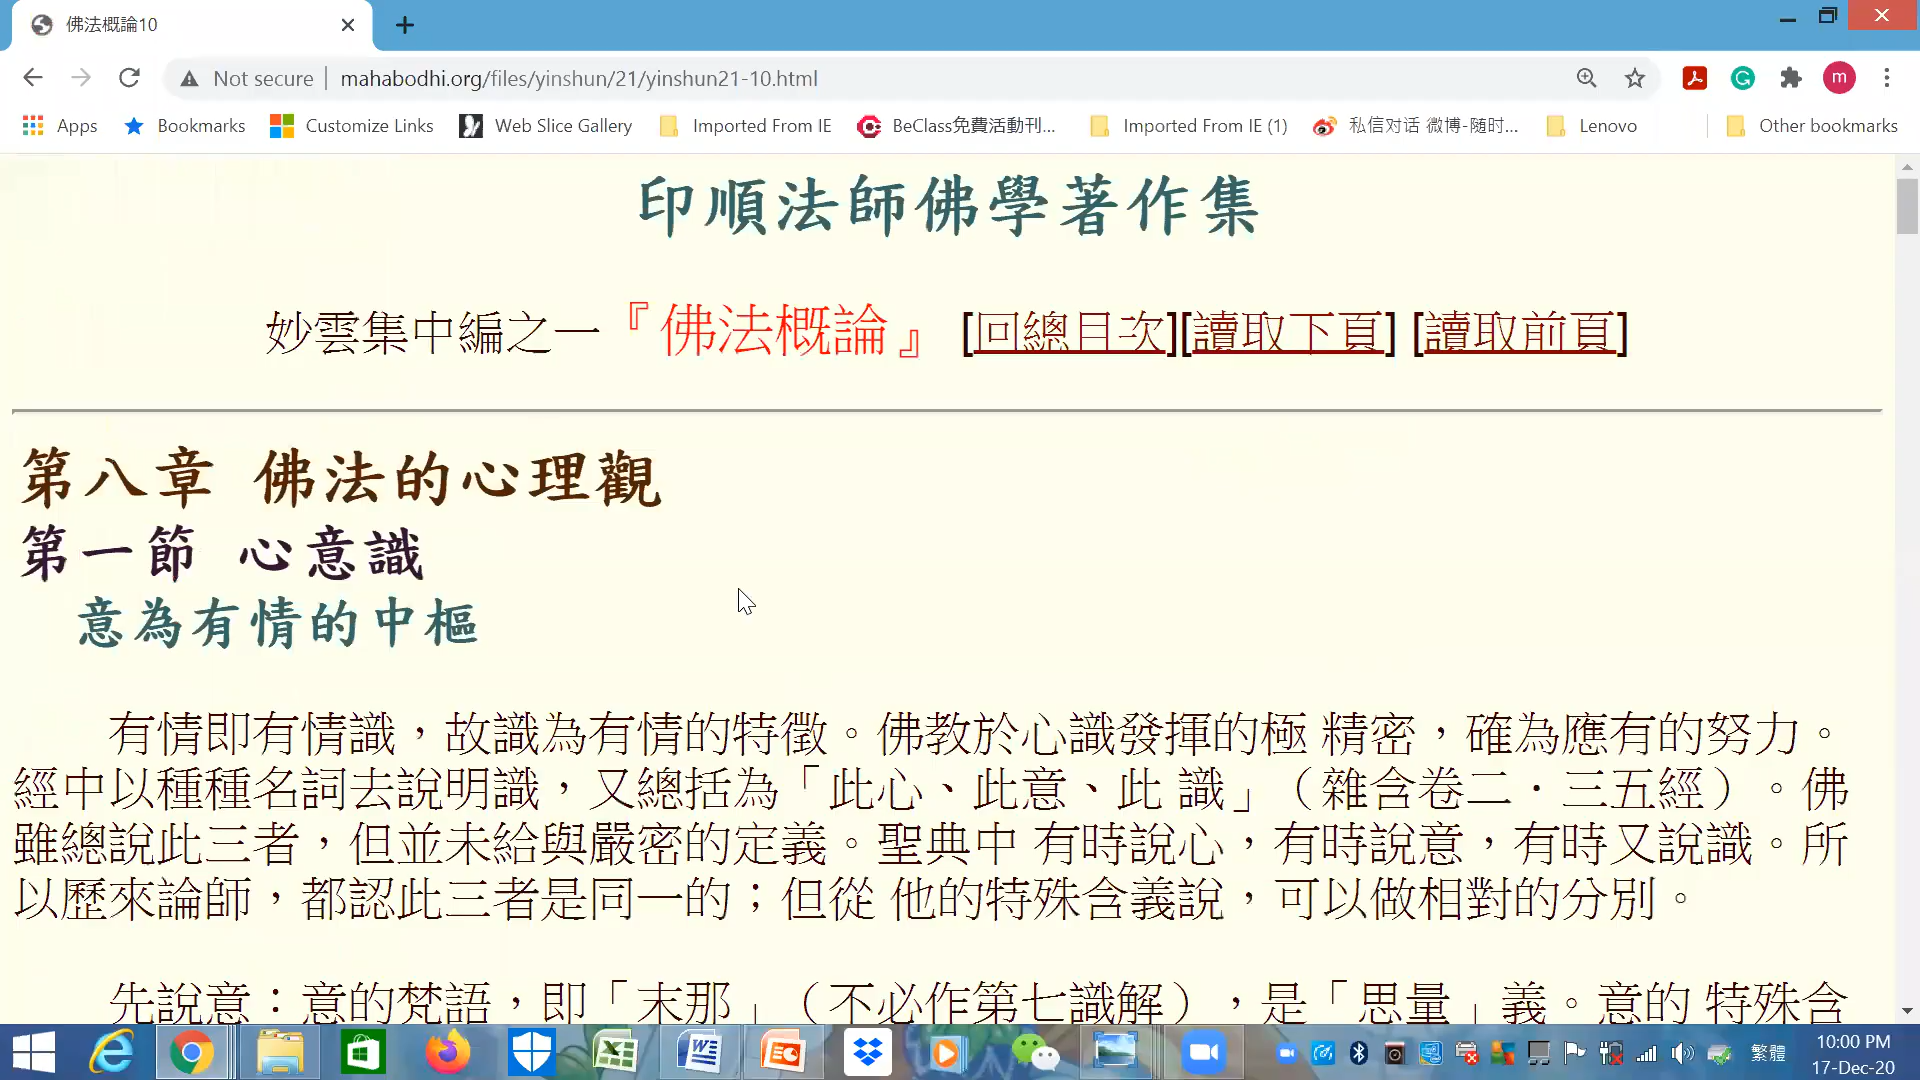 佛法概論10
Not secure | mahabodhi.org/files/yinshun/21/yinshun21-10.html
m
Apps Bookmarks Customize Links Web Slice Gallery Imported From IE BeClass免費活動刊... Imported From IE (1) 私信对话 微博-随时... Lenovo Other bookmarks
印順法師佛學著作集
妙雲集中編之一『佛法概論』 [回總目次][讀取下頁] [讀取前頁]
第八章 佛法的心理觀
第一節 心意識
意為有情的中樞
有情即有情識，故識為有情的特徵。佛教於心識發揮的極 精密，確為應有的努力。
經中以種種名詞去說明識，又總括為「此心、此意、此 識」（雜含卷二．三五經）。佛
雖總說此三者，但並未給與嚴密的定義。聖典中 有時說心，有時說意，有時又說識。所
以歷來論師，都認此三者是同一的；但從 他的特殊含義說，可以做相對的分別。
先說意：意的梵語，即「末那」（不必作第七識解），是「思量」義。意的 特殊含
繁體
10:00 PM
17-Dec-20